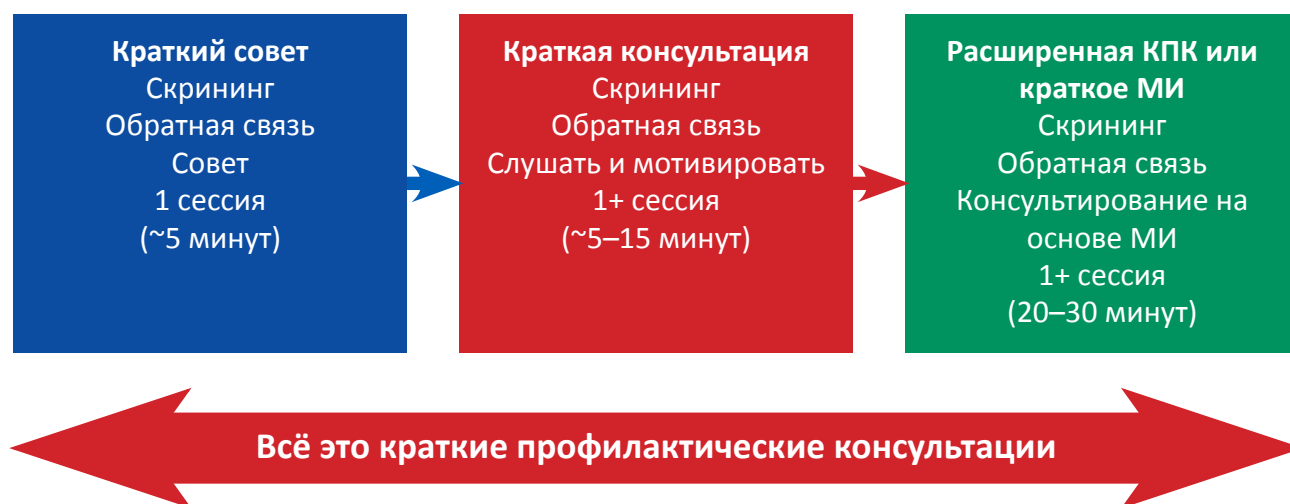 Краткий совет
Скрининг
Обратная связь
Совет
1 сессия
(~5 минут)
Краткая консультация
Скрининг
Обратная связь
Слушать и мотивировать
1+ сессия
(~5–15 минут)
Расширенная КПК или
краткое МИ
Скрининг
Обратная связь
Консультирование на
основе МИ
1+ сессия
(20–30 минут)
Всё это краткие профилактические консультации